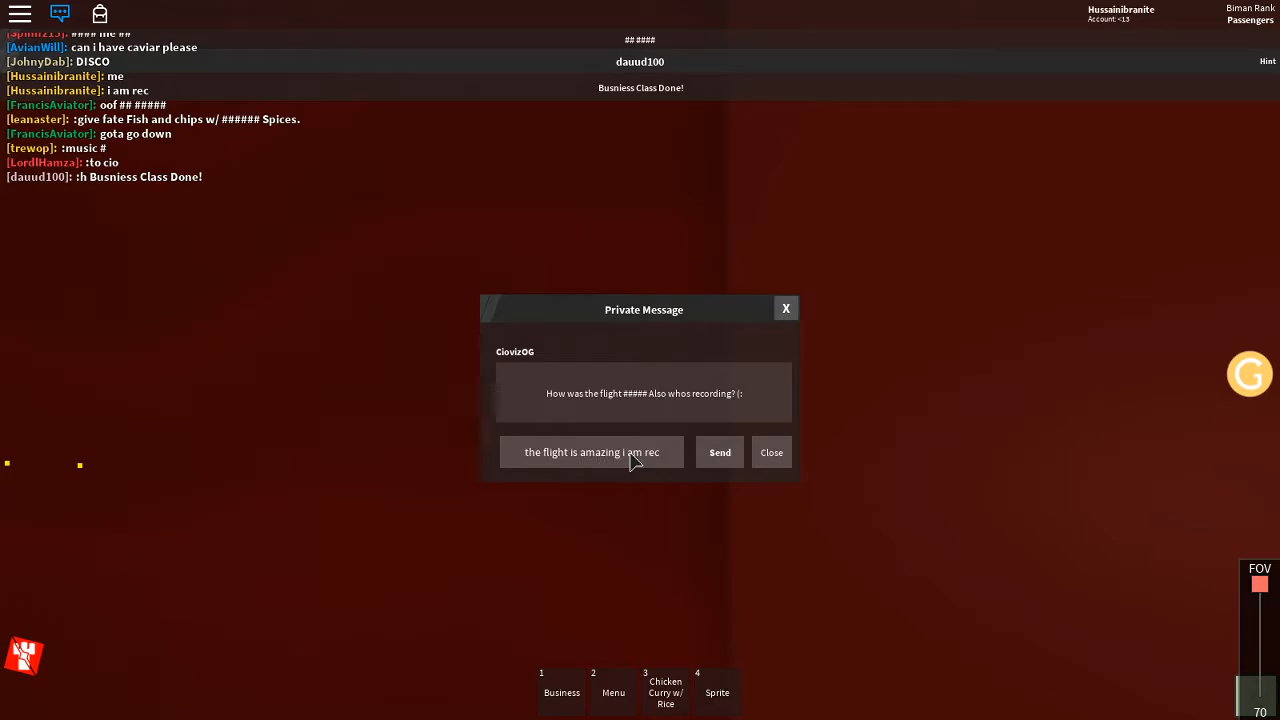 Hussainibranite
Account: <13
Biman Rank
Passengers
[AvianWill]: can i have caviar please
[JohnyDab]: DISCO
[Hussainibranite]: me
[Hussainibranite]: i am rec
[FrancisAviator]: oof ## #####
[leanaster]: :give fate Fish and chips w/ ###### Spices.
[FrancisAviator]: gota go down
[trewop]: :music #
[LordlHamza]: :to cio
[dauud100]: :h Busniess Class Done!
## ####
dauud100
Hint
Busniess Class Done!
Private Message
X
CiovizOG
How was the flight ##### Also whos recording? (:
the flight is amazing i am rec
Send
Close
G
FOV
70
1
Business
2
Menu
3
Chicken
Curry w/
Rice
4
Sprite